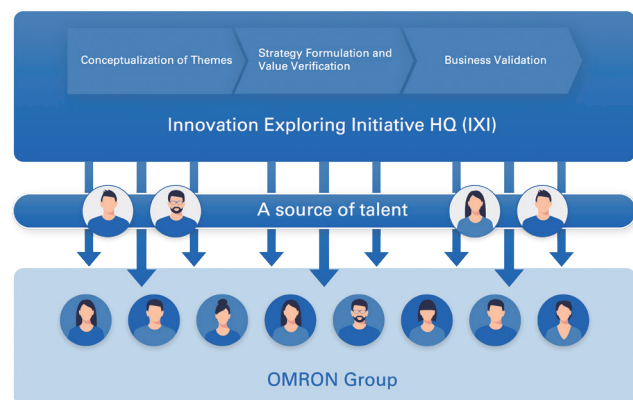 Conceptualization of Themes
Strategy Formulation and
Value Verification
Business Validation
Innovation Exploring Initiative HQ (IXI)
A source of talent
OMRON Group